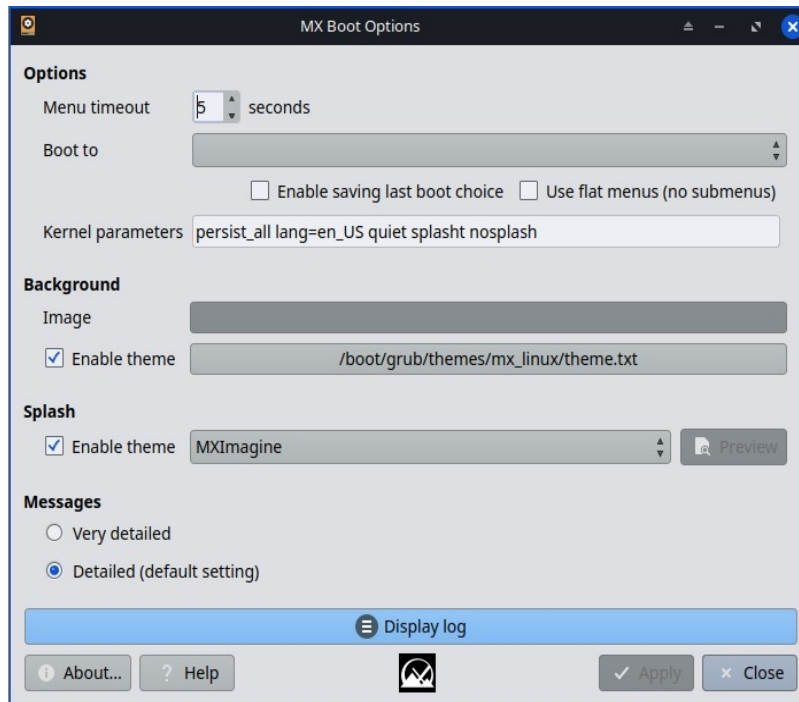 MX Boot Options
Options
Menu timeout 5 seconds
Boot to
Enable saving last boot choice Use flat menus (no submenus)
Kernel parameters persist_all lang=en_US quiet splasht nosplash
Background
Image
Enable theme /boot/grub/themes/mx_linux/theme.txt
Splash
Enable theme MXImagine Preview
Messages
Very detailed
Detailed (default setting)
Display log
About... ? Help Apply Close